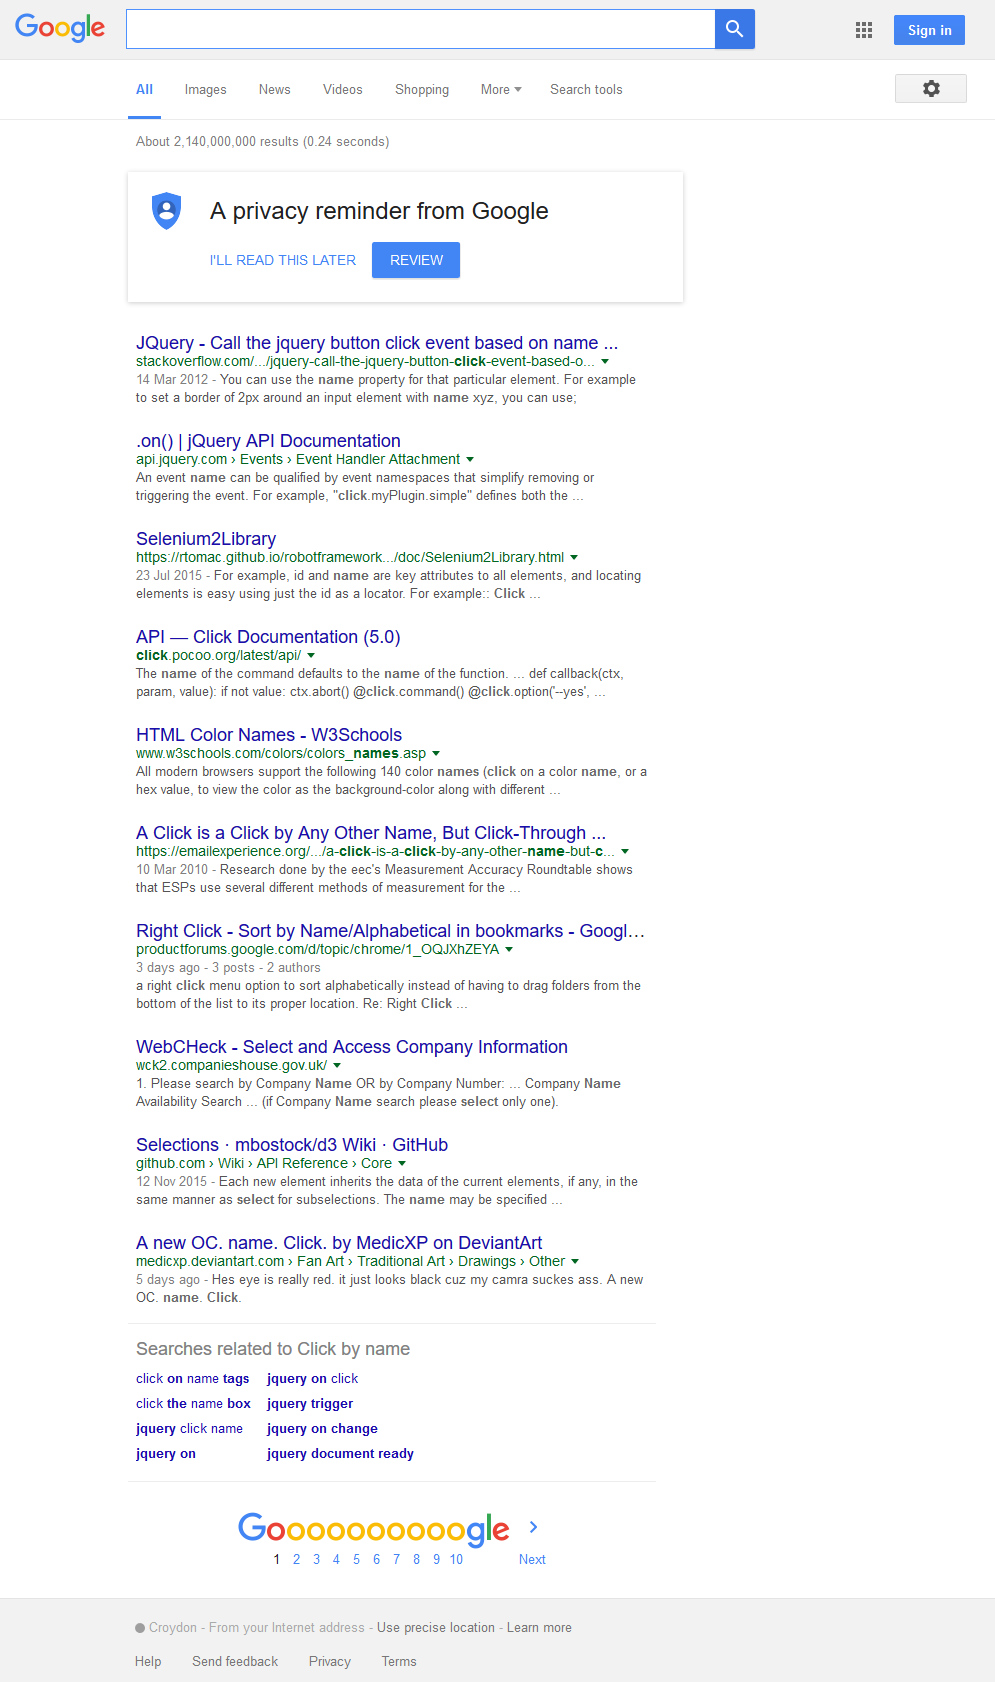 Google
Sign in
All Images News Videos Shopping More Search tools
About 2,140,000,000 results (0.24 seconds)
A privacy reminder from Google
I'LL READ THIS LATER REVIEW
JQuery - Call the jquery button click event based on name ...
stackoverflow.com/.../jquery-call-the-jquery-button-click-event-based-o...
14 Mar 2012 - You can use the name property for that particular element. For example
to set a border of 2px around an input element with name xyz, you can use;
.on() | jQuery API Documentation
api.jquery.com › Events › Event Handler Attachment
An event name can be qualified by event namespaces that simplify removing or
triggering the event. For example, "click.myPlugin.simple" defines both the ...
Selenium2Library
https://rtomac.github.io/robotframework.../doc/Selenium2Library.html
23 Jul 2015 - For example, id and name are key attributes to all elements, and locating
elements is easy using just the id as a locator. For example:: Click ...
API — Click Documentation (5.0)
click.pocoo.org/latest/api/
The name of the command defaults to the name of the function. ... def callback(ctx,
param, value): if not value: ctx.abort() @click.command() @click.option('--yes', ...
HTML Color Names - W3Schools
www.w3schools.com/colors/colors_names.asp
All modern browsers support the following 140 color names (click on a color name, or a
hex value, to view the color as the background-color along with different ...
A Click is a Click by Any Other Name, But Click-Through ...
https://emailexperience.org/.../a-click-is-a-click-by-any-other-name-but-c...
10 Mar 2010 - Research done by the eec's Measurement Accuracy Roundtable shows
that ESPs use several different methods of measurement for the ...
Right Click - Sort by Name/Alphabetical in bookmarks - Googl...
productforums.google.com/d/topic/chrome/1_OQJXhZEYA
3 days ago - 3 posts - 2 authors
a right click menu option to sort alphabetically instead of having to drag folders from the
bottom of the list to its proper location. Re: Right Click ...
WebCHeck - Select and Access Company Information
wck2.companieshouse.gov.uk/
1. Please search by Company Name OR by Company Number: ... Company Name
Availability Search ... (if Company Name search please select only one).
Selections · mbostock/d3 Wiki · GitHub
github.com › Wiki › API Reference › Core
12 Nov 2015 - Each new element inherits the data of the current elements, if any, in the
same manner as select for subselections. The name may be specified ...
A new OC. name. Click. by MedicXP on DeviantArt
medicxp.deviantart.com › Fan Art › Traditional Art › Drawings › Other
5 days ago - Hes eye is really red. it just looks black cuz my camra suckes ass. A new
OC. name. Click.
Searches related to Click by name
click on name tags jquery on click
click the name box jquery trigger
jquery click name jquery on change
jquery on jquery document ready
Goooooooooogle
1 2 3 4 5 6 7 8 9 10 Next
Croydon - From your Internet address - Use precise location - Learn more
Help Send feedback Privacy Terms